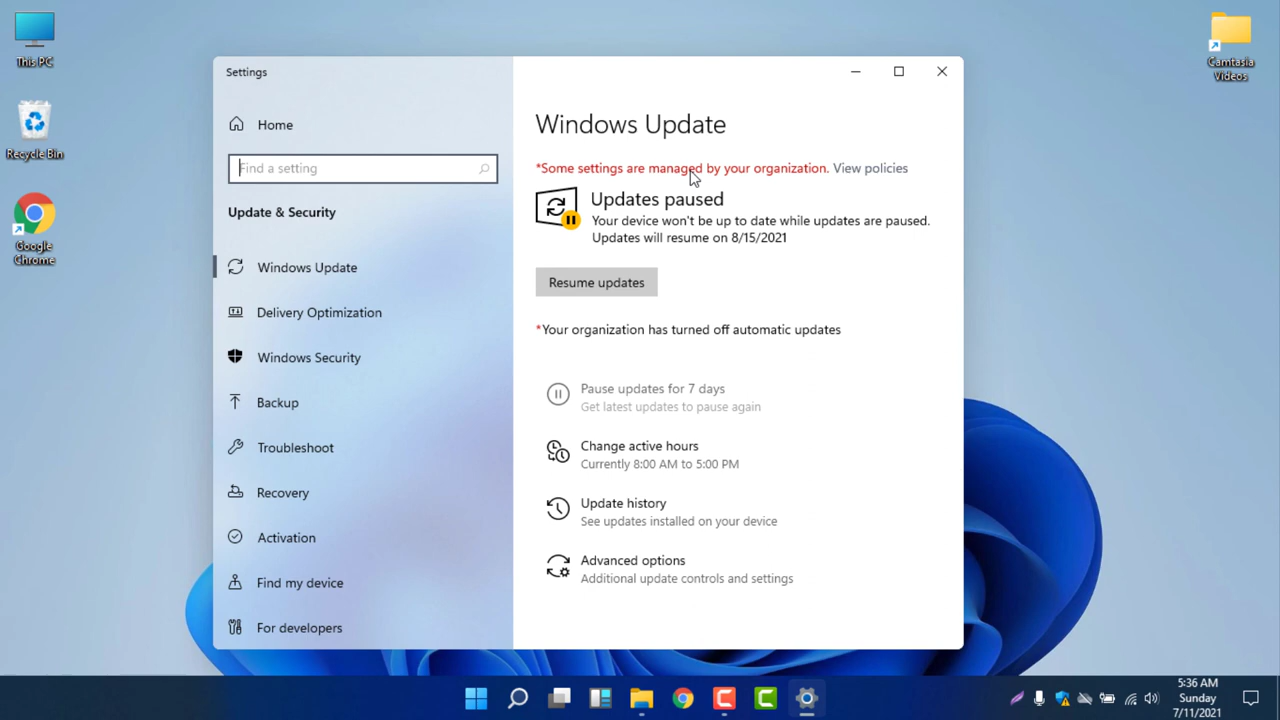 This PC
Recycle Bin
Google
Chrome
Camtasia
Videos
Settings
Home
Find a setting
Update & Security
Windows Update
Delivery Optimization
Windows Security
Backup
Troubleshoot
Recovery
Activation
Find my device
For developers
Windows Update
*Some settings are managed by your organization. View policies
Updates paused
Your device won't be up to date while updates are paused.
Updates will resume on 8/15/2021
Resume updates
*Your organization has turned off automatic updates
Pause updates for 7 days
Get latest updates to pause again
Change active hours
Currently 8:00 AM to 5:00 PM
Update history
See updates installed on your device
Advanced options
Additional update controls and settings
5:36 AM
Sunday
7/11/2021